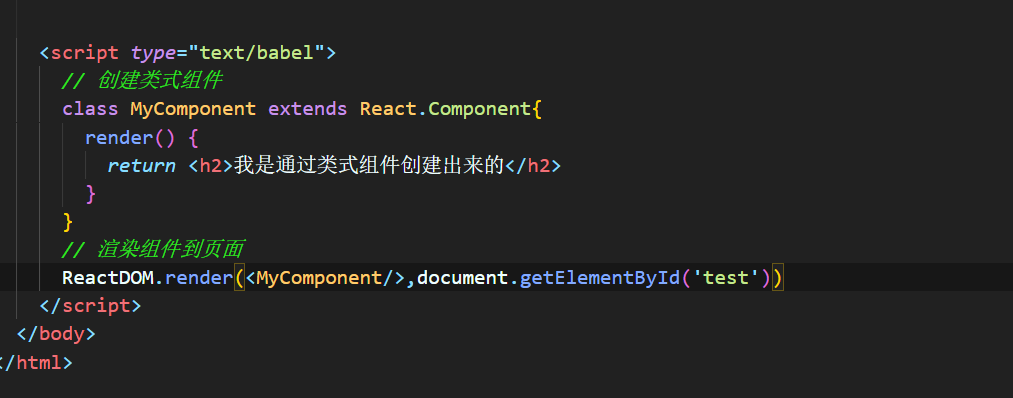 <script type="text/babel">
// 创建类式组件
class MyComponent extends React.Component{
render() {
return <h2>我是通过类式组件创建出来的</h2>
}
}
// 渲染组件到页面
ReactDOM.render(<MyComponent/>,document.getElementById('test'))
</script>
</body>
</html>